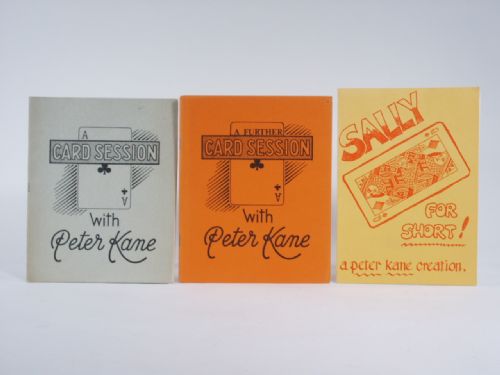 A
CARD SESSION
A
with
Peter Kane
A FURTHER
CARD SESSION
A
with
Peter Kane
SALLY
FOR
SHORT!
a peter kane creation.